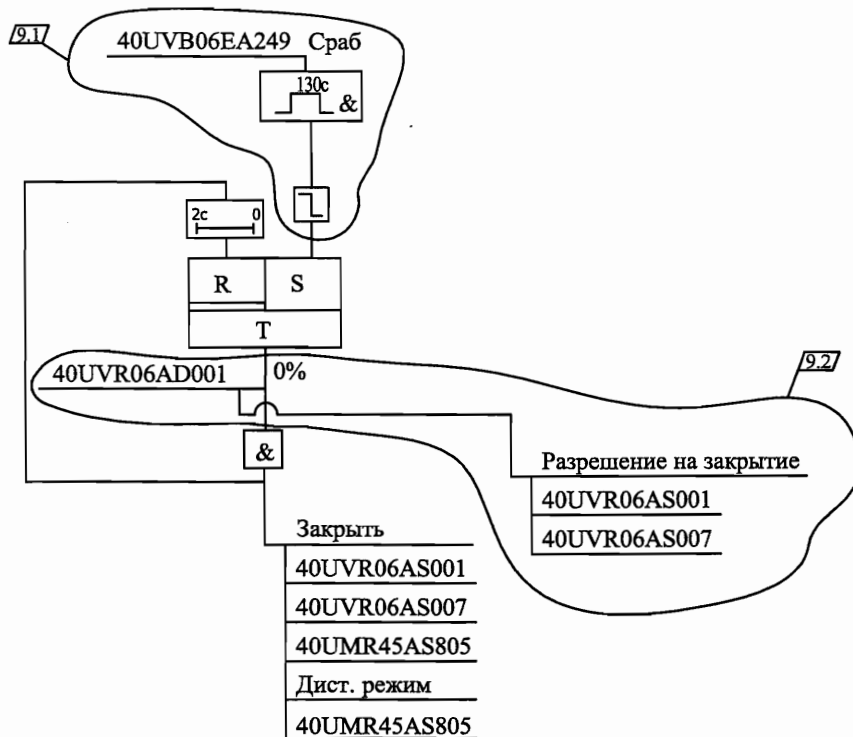 9.1
40UVB06EA249 Сраб
130с
&
2с 0
R S
T
9.2
40UVR06AD001 0%
&
Разрешение на закрытие
40UVR06AS001
40UVR06AS007
Закрыть
40UVR06AS001
40UVR06AS007
40UMR45AS805
Дист. режим
40UMR45AS805